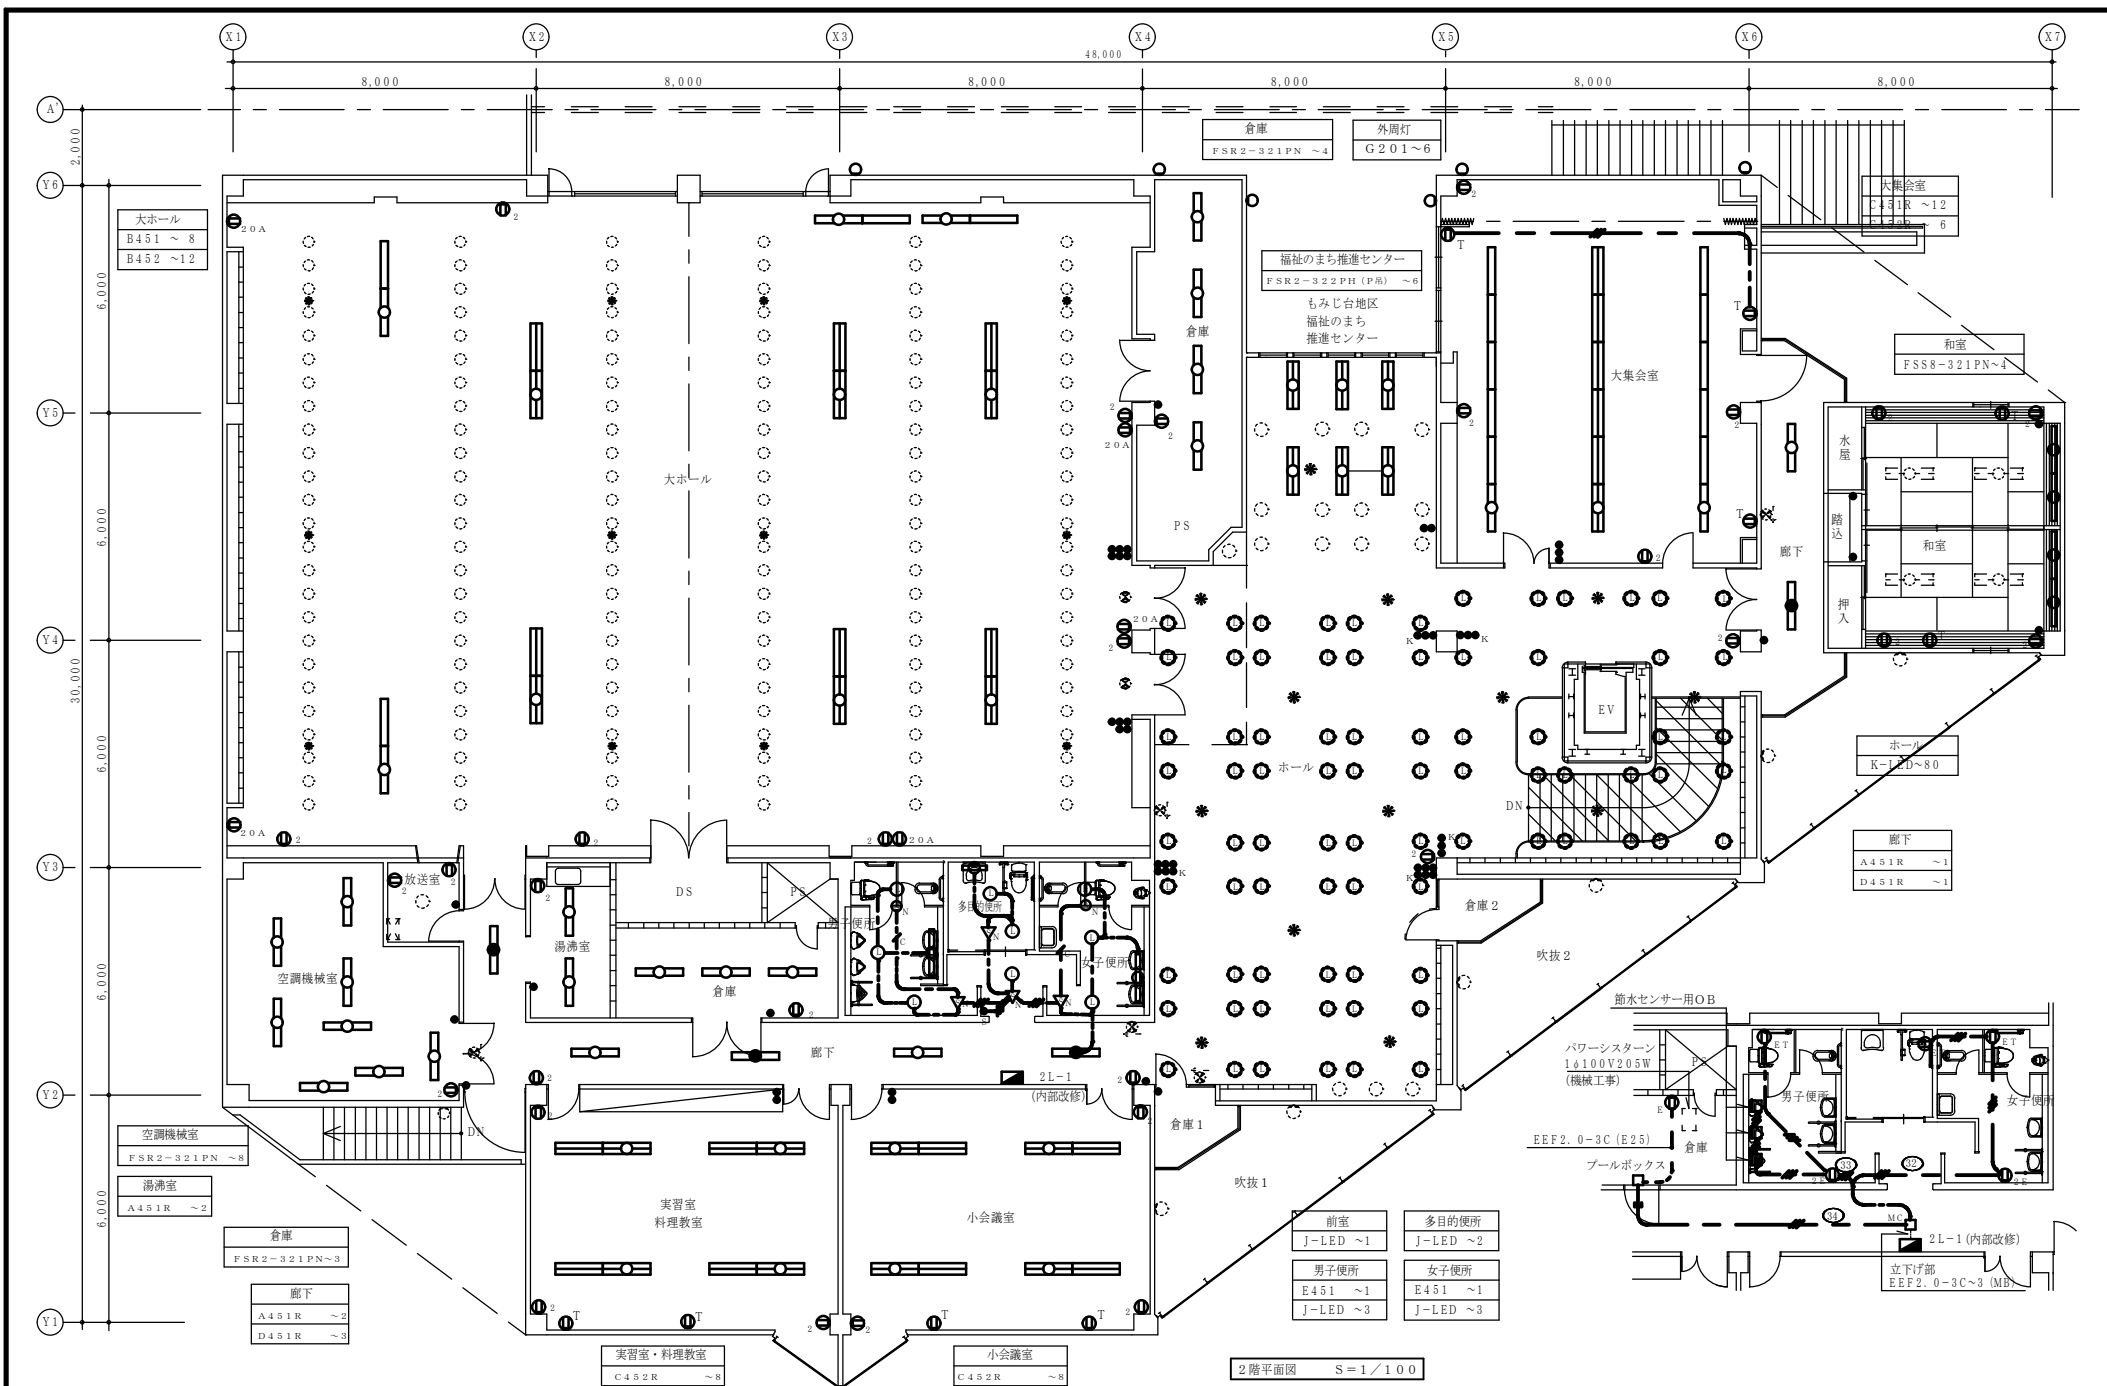 X1 X2 X3 X4 X5 X6 X7
48,000
8,000 8,000 8,000 8,000 8,000 8,000
A'
2,000
Y6
6,000
Y5
6,000
Y4
30,000
6,000
Y3
6,000
Y2
6,000
Y1
倉庫
FSR2-321PN ~4
外周灯
G201~6
大集会室
C451R ~12
C452R ~ 6
大ホール
B451 ~ 8
B452 ~12
福祉のまち推進センター
FSR2-322PH (P吊) ~6
もみじ台地区
福祉のまち
推進センター
和室
FSS8-321PN~4
倉庫
大集会室
大ホール
水屋
踏込
和室
押入
廊下
PS
20A
20A
20A
20A
20A
EV
ホール
DN
ホール
K-LED~80
廊下
A451R ~1
D451R ~1
放送室
DS
PS
男子便所
多目的便所
女子便所
湯沸室
空調機械室
倉庫
倉庫2
吹抜2
廊下
2L-1
(内部改修)
倉庫1
吹抜1
DN
実習室
料理教室
小会議室
空調機械室
FSR2-321PN ~8
湯沸室
A451R ~2
倉庫
FSR2-321PN~3
廊下
A451R ~2
D451R ~3
実習室・料理教室
C452R ~8
小会議室
C452R ~8
前室
J-LED ~1
多目的便所
J-LED ~2
男子便所
E451 ~1
J-LED ~3
女子便所
E451 ~1
J-LED ~3
節水センサー用OB
パワーシスターン
1φ100V205W
(機械工事)
PS
男子便所
女子便所
EEF2.0-3C (E25)
倉庫
プールボックス
ET
ET
E
2E
2E
33
32
34
MC
2L-1 (内部改修)
立下げ部
EEF2.0-3C~3 (MB)
2階平面図 S=1/100